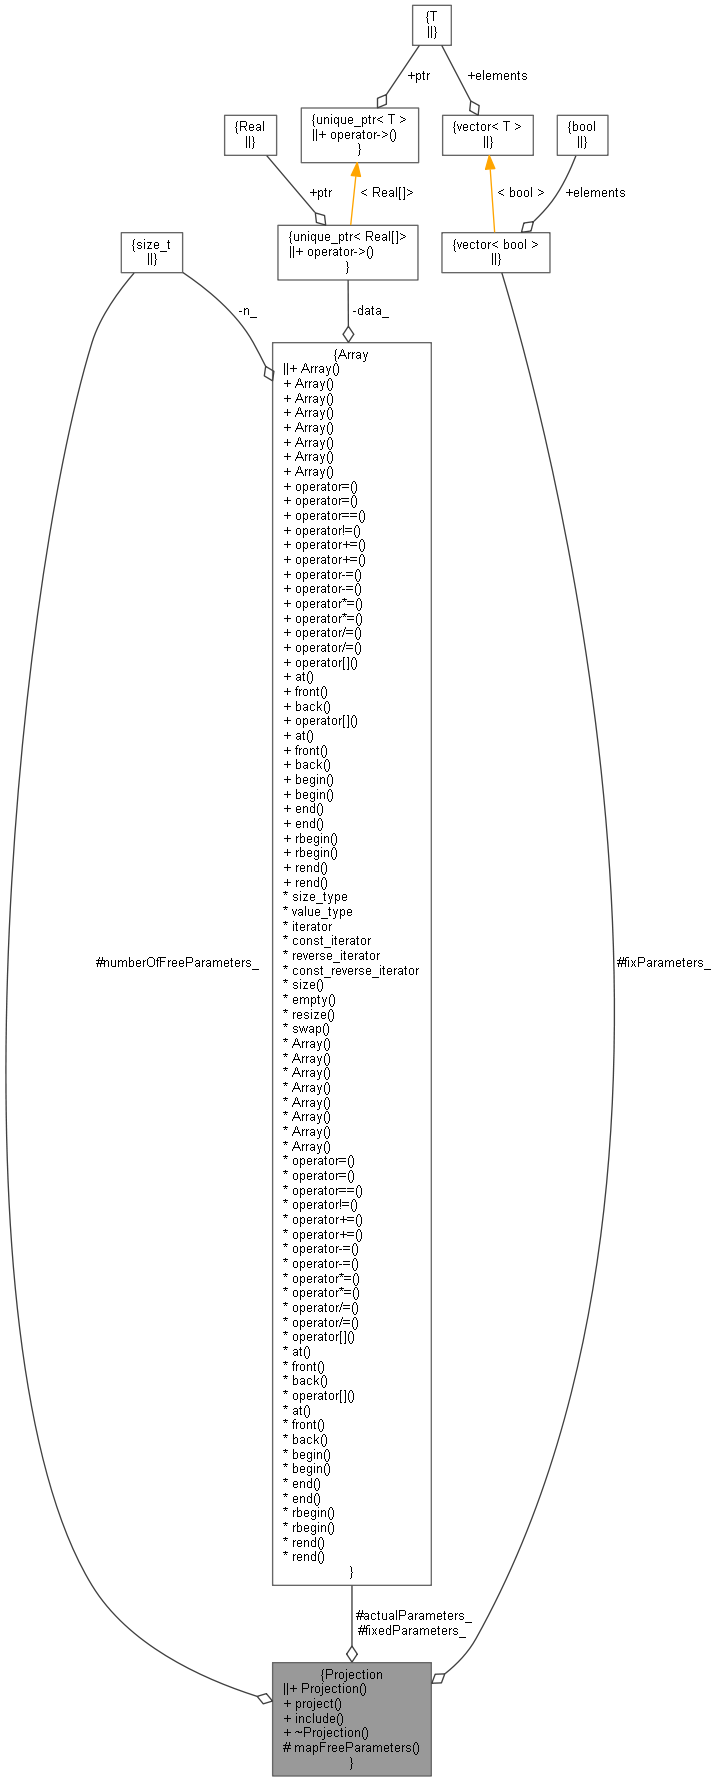 {T
||}
+ptr
+elements
{unique_ptr< T >
||+ operator->()
}
{vector< T >
||}
{Real
||}
{bool
||}
+ptr
< Real[]>
< bool >
+elements
{size_t
||}
{unique_ptr< Real[]>
||+ operator->()
}
{vector< bool >
||}
-n_
-data_
{Array
||+ Array()
+ Array()
+ Array()
+ Array()
+ Array()
+ Array()
+ Array()
+ Array()
+ operator=()
+ operator=()
+ operator==()
+ operator!=()
+ operator+=()
+ operator+=()
+ operator-=()
+ operator-=()
+ operator*=()
+ operator*=()
+ operator/=()
+ operator/=()
+ operator[]()
+ at()
+ front()
+ back()
+ operator[]()
+ at()
+ front()
+ back()
+ begin()
+ begin()
+ end()
+ end()
+ rbegin()
+ rbegin()
+ rend()
+ rend()
* size_type
* value_type
* iterator
* const_iterator
* reverse_iterator
* const_reverse_iterator
* size()
* empty()
* resize()
* swap()
* Array()
* Array()
* Array()
* Array()
* Array()
* Array()
* Array()
* Array()
* operator=()
* operator=()
* operator==()
* operator!=()
* operator+=()
* operator+=()
* operator-=()
* operator-=()
* operator*=()
* operator*=()
* operator/=()
* operator/=()
* operator[]()
* at()
* front()
* back()
* operator[]()
* at()
* front()
* back()
* begin()
* begin()
* end()
* end()
* rbegin()
* rbegin()
* rend()
* rend()
}
#numberOfFreeParameters_
#fixParameters_
#actualParameters_
#fixedParameters_
{Projection
||+ Projection()
+ project()
+ include()
+ ~Projection()
# mapFreeParameters()
}